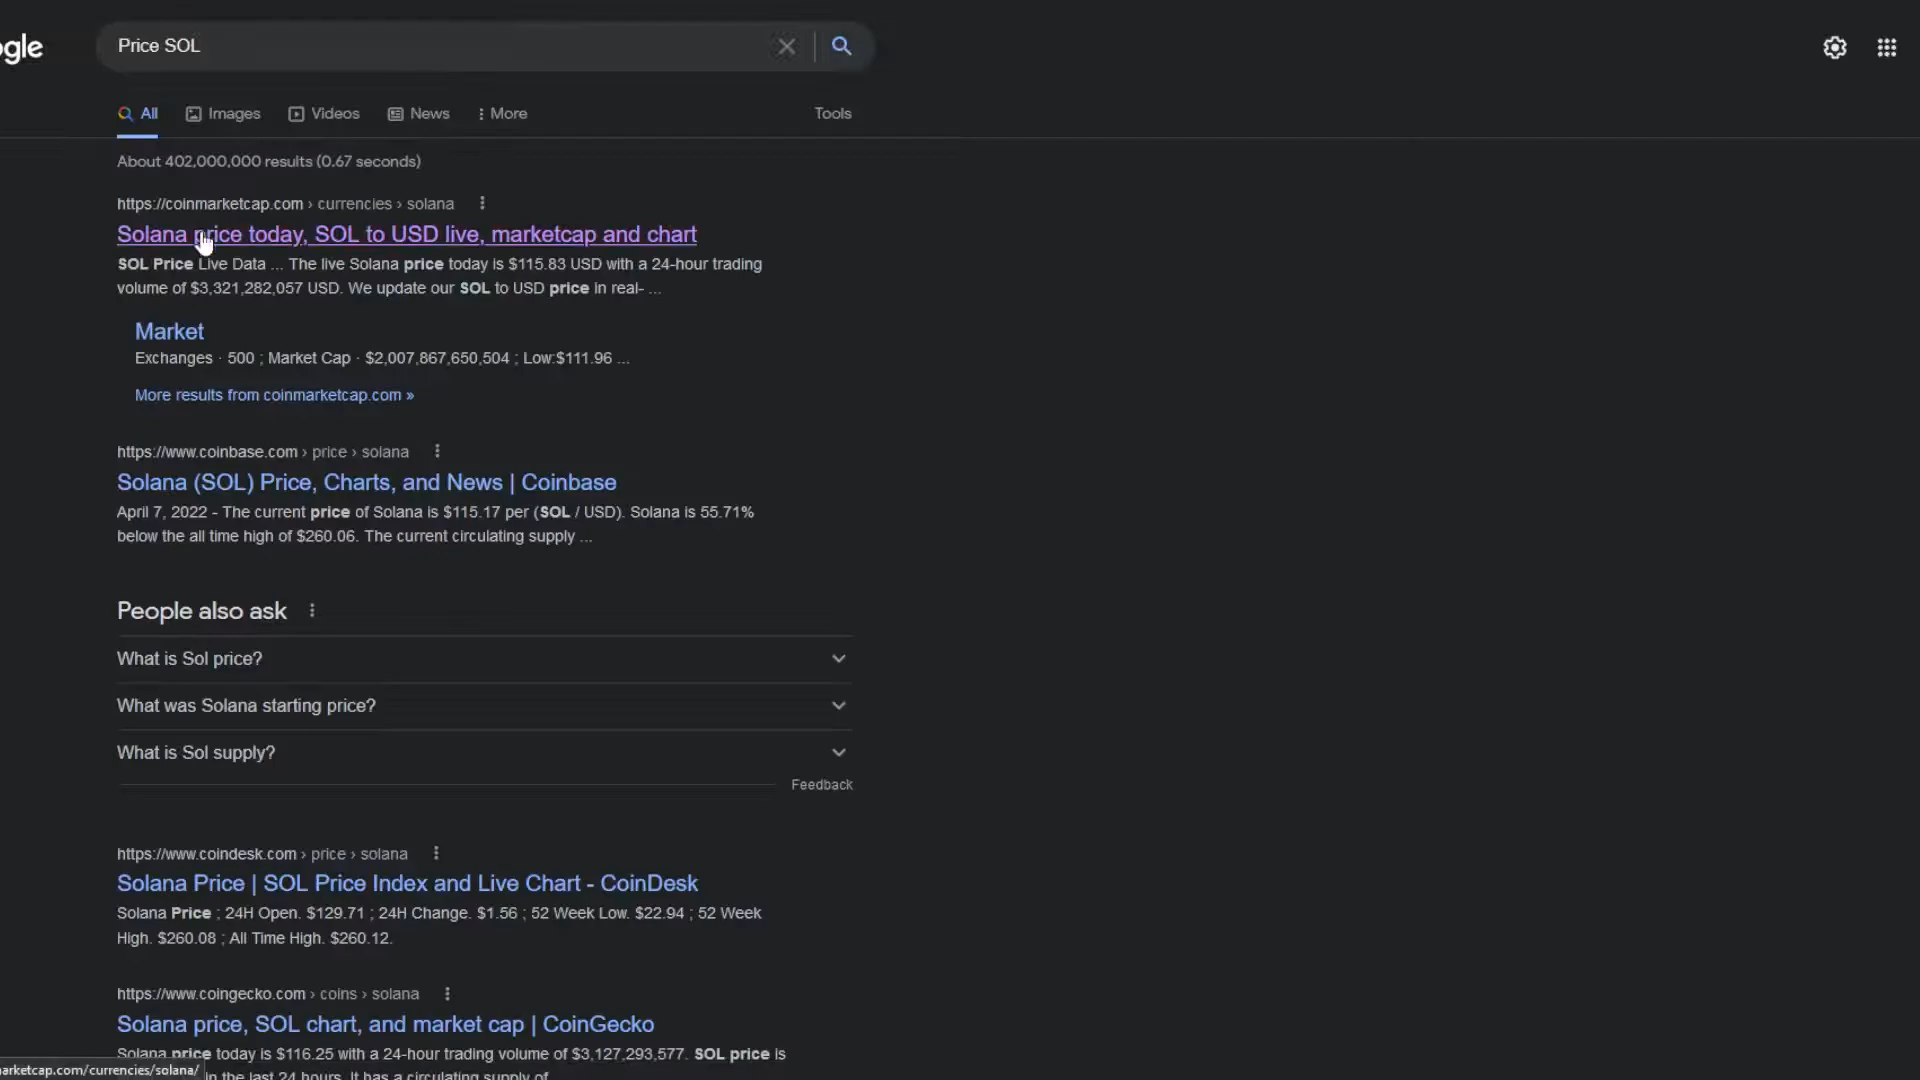 gle
Price SOL
All Images Videos News More Tools
About 402,000,000 results (0.67 seconds)
https://coinmarketcap.com › currencies › solana
Solana price today, SOL to USD live, marketcap and chart
SOL Price Live Data ... The live Solana price today is $115.83 USD with a 24-hour trading
volume of $3,321,282,057 USD. We update our SOL to USD price in real- ...
Market
Exchanges · 500 ; Market Cap · $2,007,867,650,504 ; Low:$111.96 ...
More results from coinmarketcap.com »
https://www.coinbase.com › price › solana
Solana (SOL) Price, Charts, and News | Coinbase
April 7, 2022 - The current price of Solana is $115.17 per (SOL / USD). Solana is 55.71%
below the all time high of $260.06. The current circulating supply ...
People also ask
What is Sol price?
What was Solana starting price?
What is Sol supply?
Feedback
https://www.coindesk.com › price › solana
Solana Price | SOL Price Index and Live Chart - CoinDesk
Solana Price ; 24H Open. $129.71 ; 24H Change. $1.56 ; 52 Week Low. $22.94 ; 52 Week
High. $260.08 ; All Time High. $260.12.
https://www.coingecko.com › coins › solana
Solana price, SOL chart, and market cap | CoinGecko
Solana price today is $116.25 with a 24-hour trading volume of $3,127,293,577. SOL price is
in the last 24 hours. It has a circulating supply of
arketcap.com/currencies/solana/